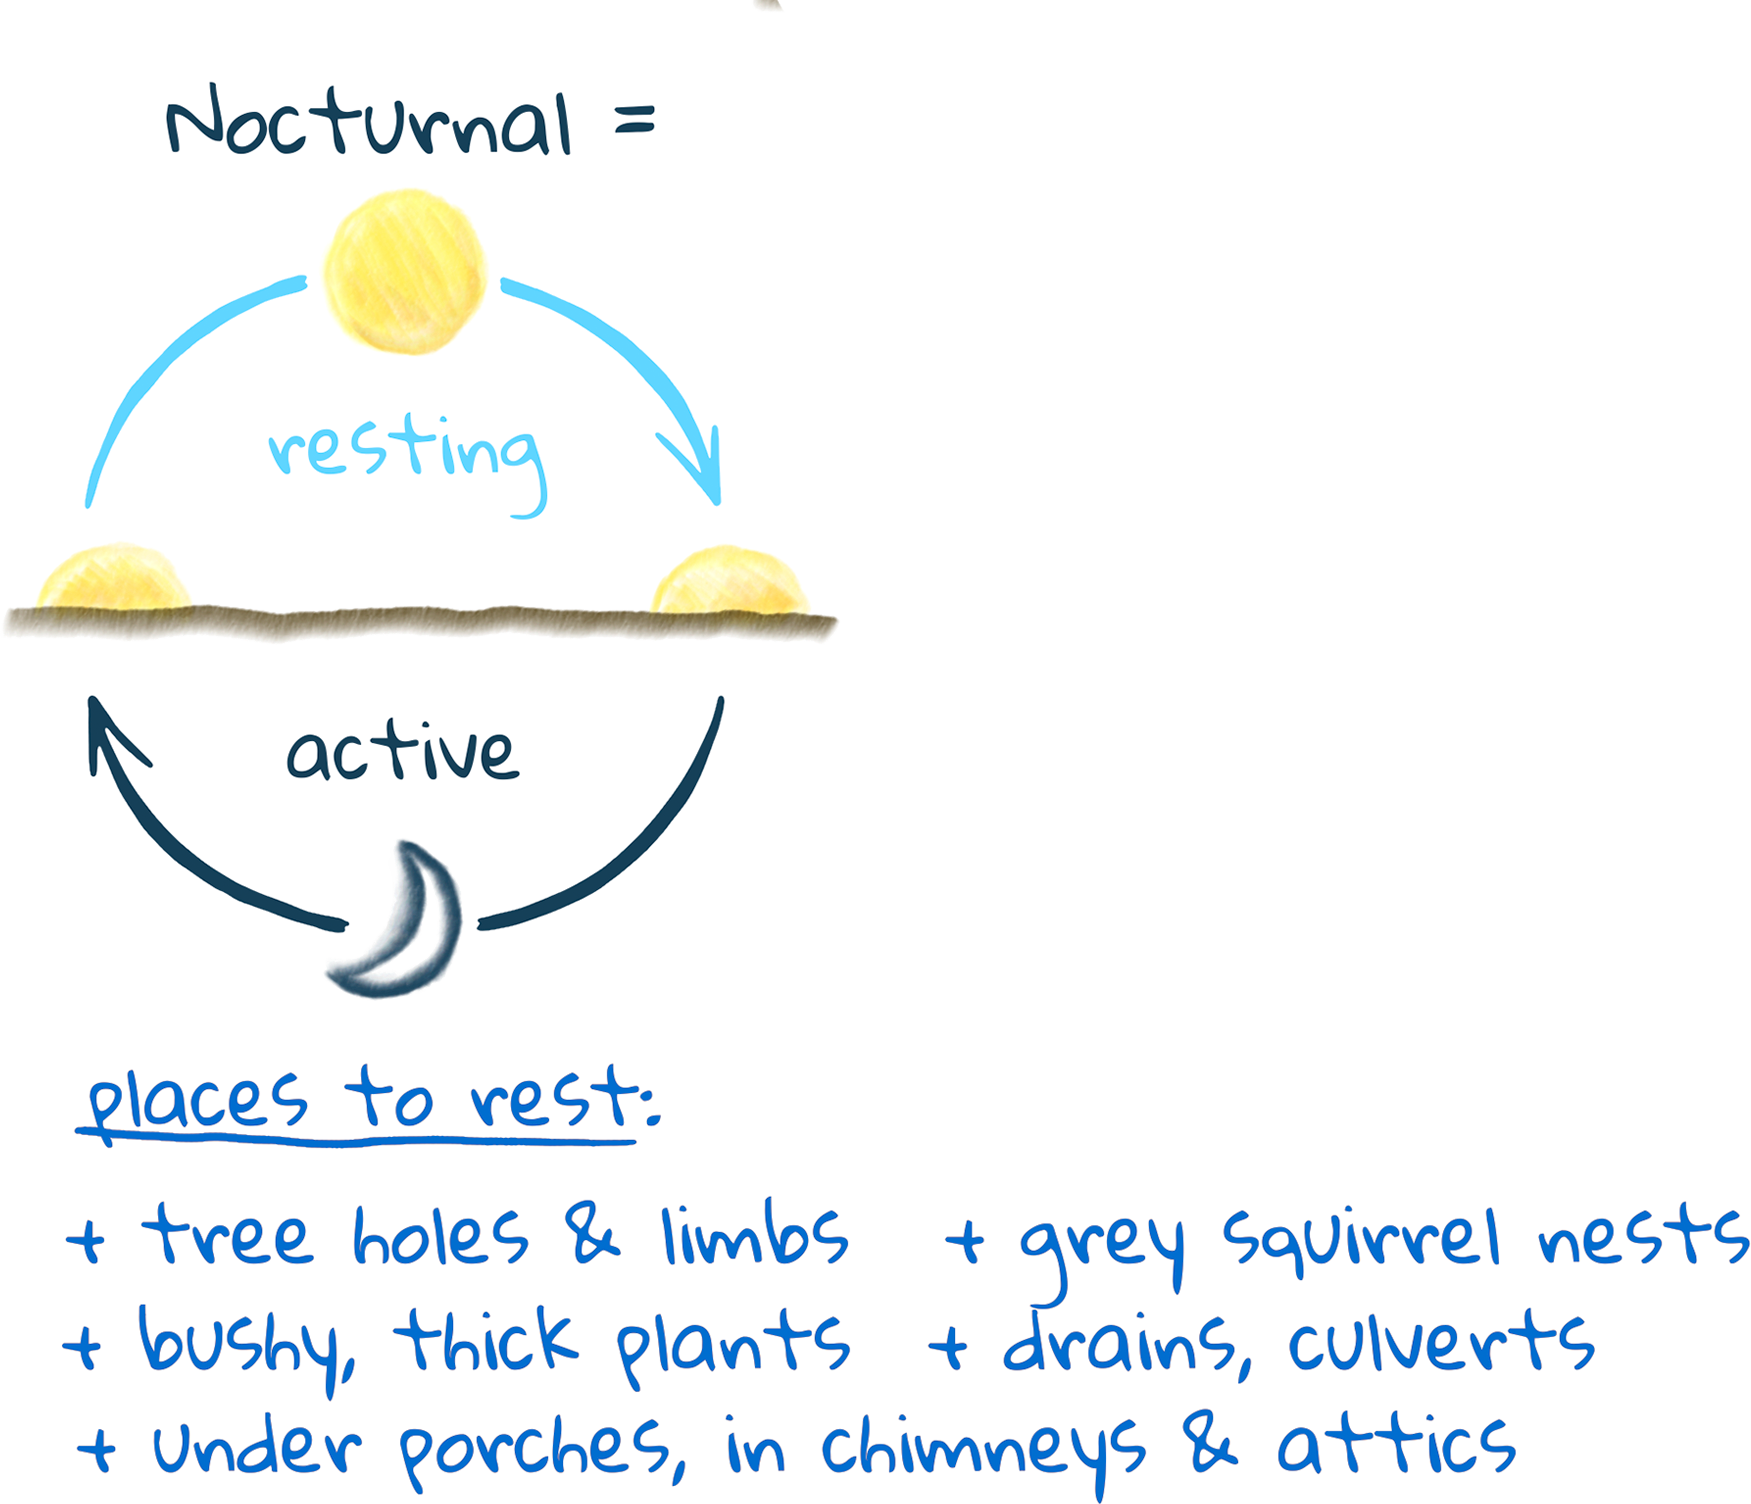 Nocturnal =
resting
active
places to rest:
+ tree holes & limbs
+ grey squirrel nests
+ bushy, thick plants
+ drains, culverts
+ under porches, in chimneys & attics